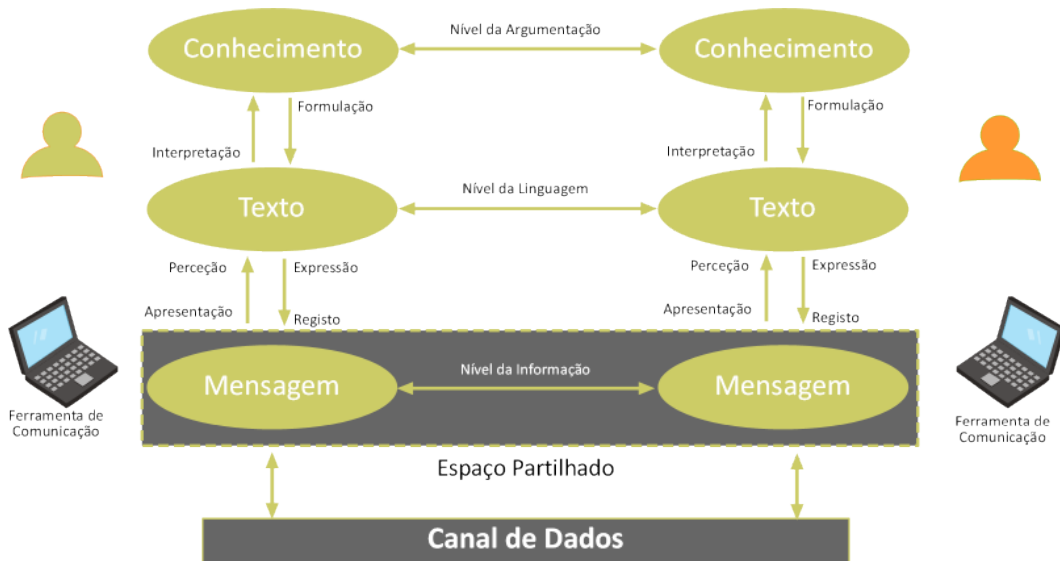 Conhecimento
Nível da Argumentação
Conhecimento
Formulação
Formulação
Interpretação
Interpretação
Texto
Nível da Linguagem
Texto
Perceção
Expressão
Perceção
Expressão
Apresentação
Registo
Apresentação
Registo
Mensagem
Nível da Informação
Mensagem
Ferramenta de
Comunicação
Ferramenta de
Comunicação
Espaço Partilhado
Canal de Dados